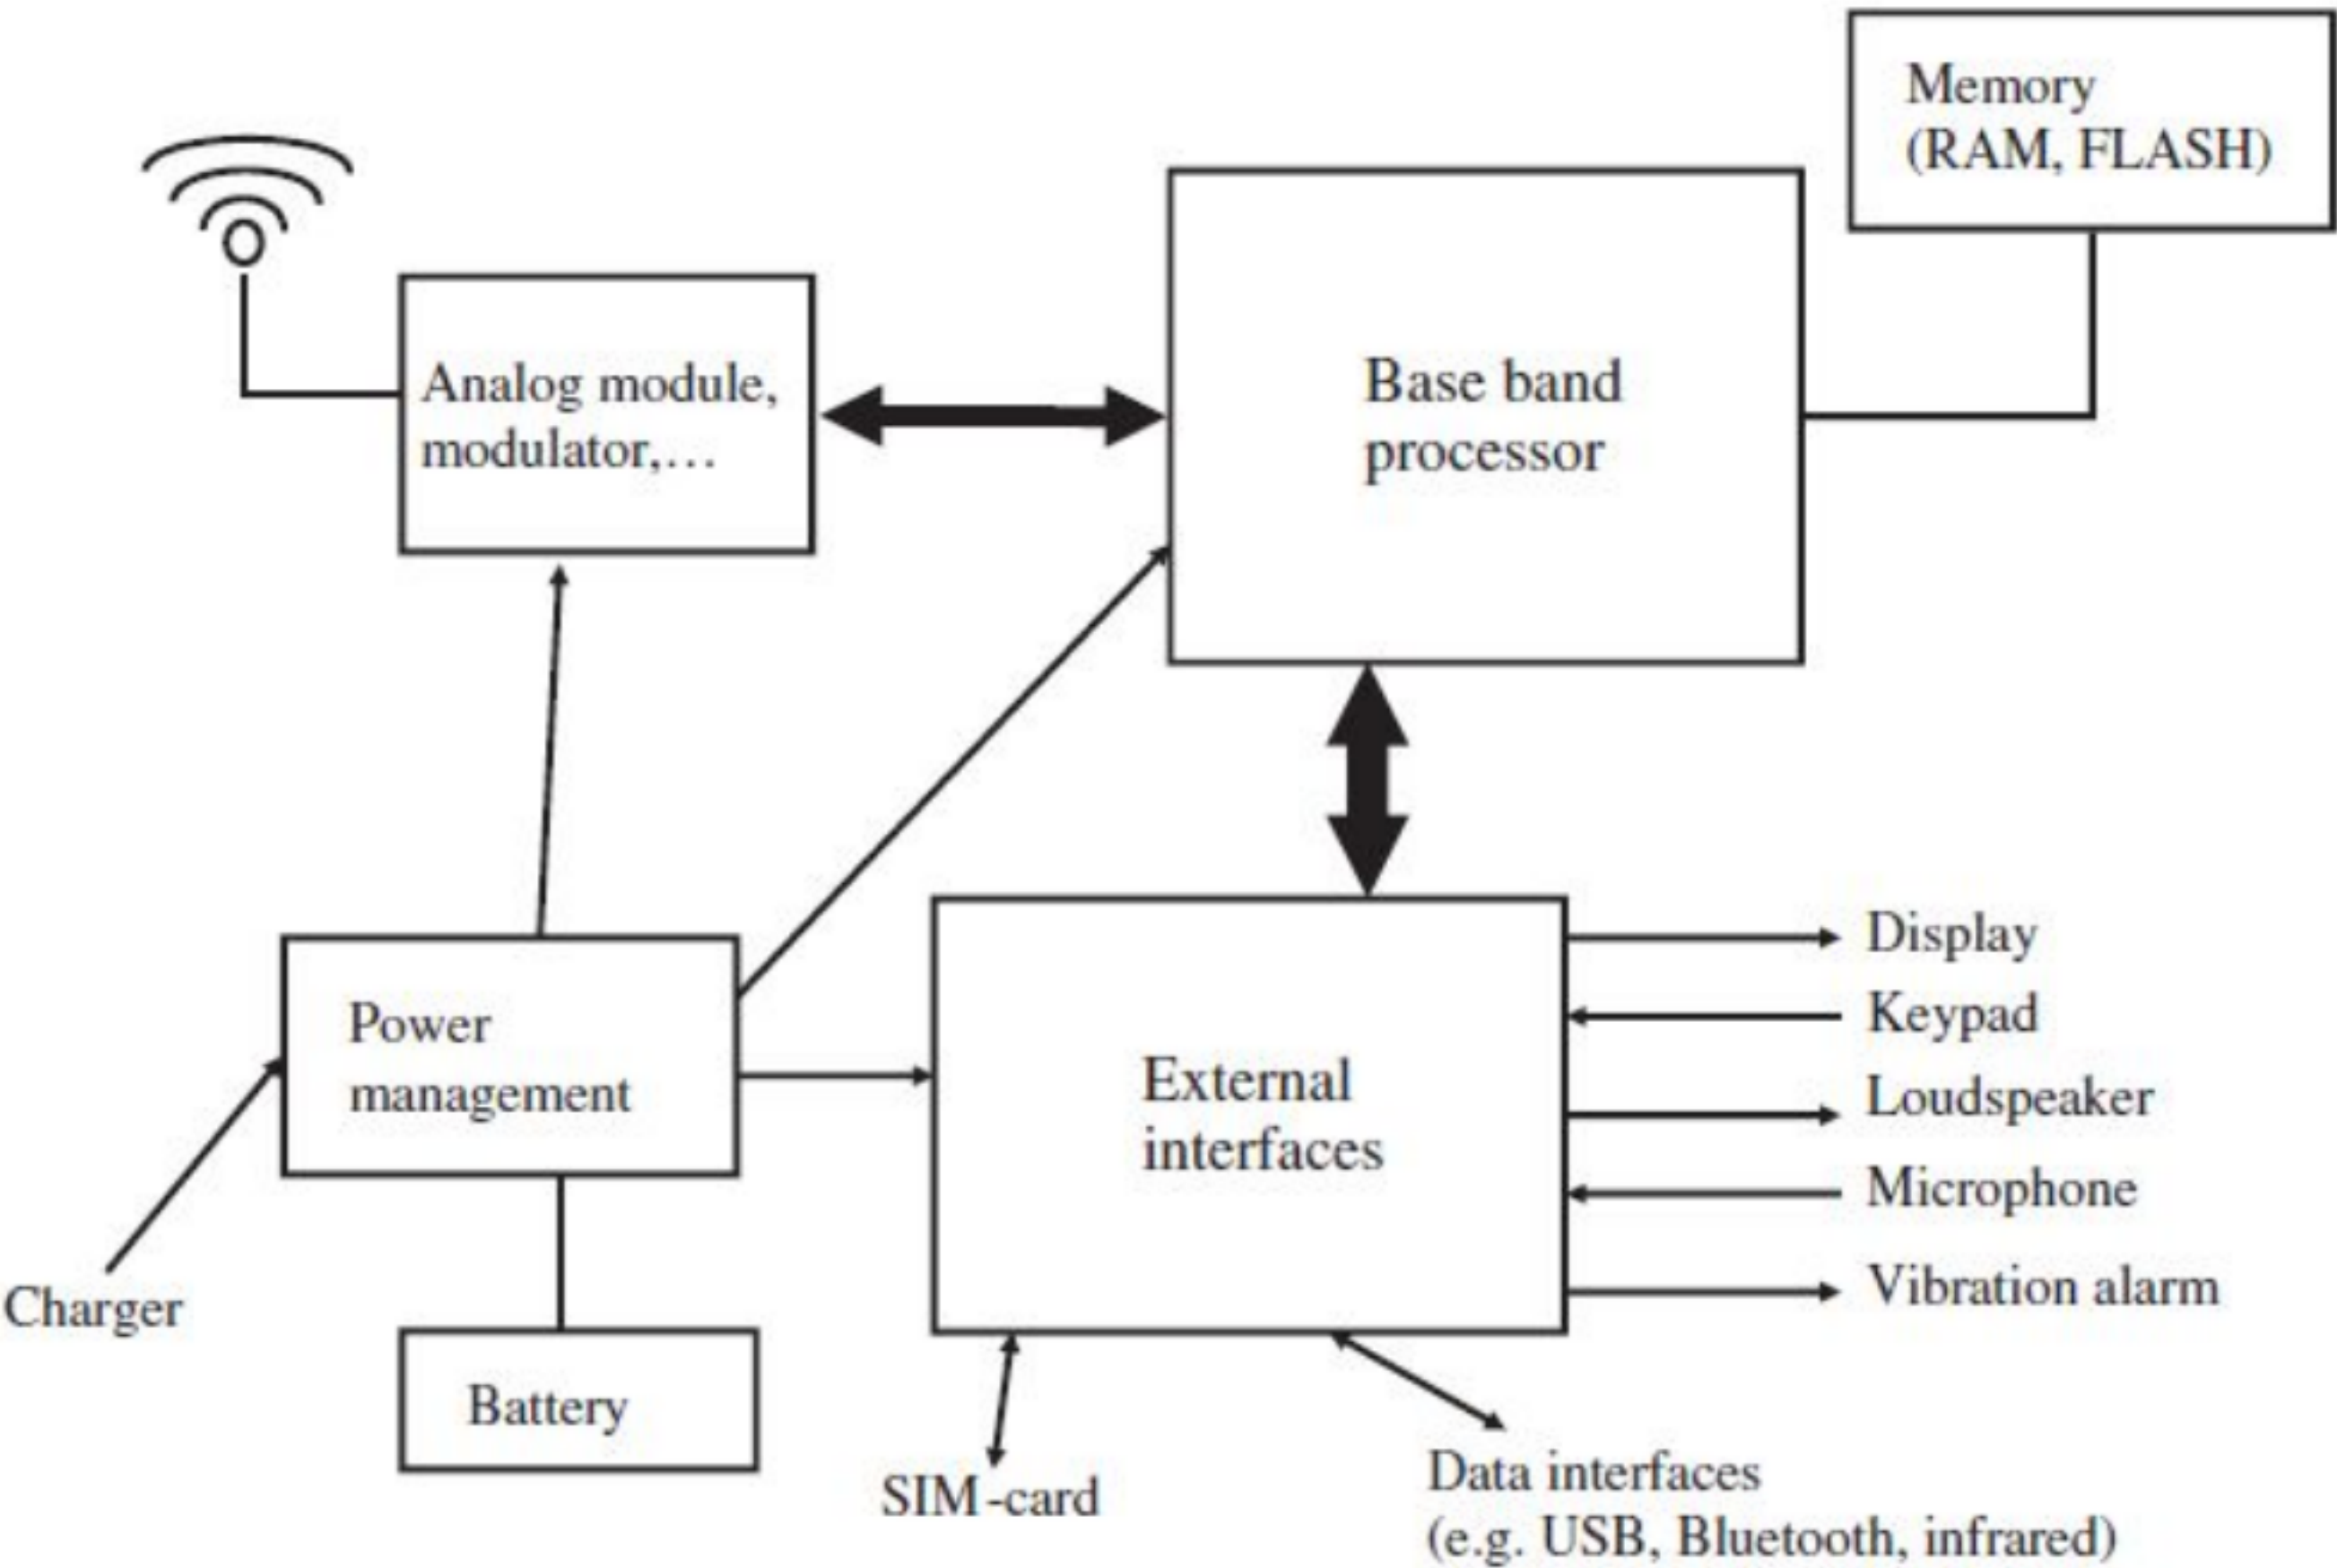 Memory
(RAM, FLASH)
Analog module,
modulator,...
Base band
processor
Power
management
External
interfaces
Display
Keypad
Loudspeaker
Microphone
Vibration alarm
Charger
Battery
SIM-card
Data interfaces
(e.g. USB, Bluetooth, infrared)